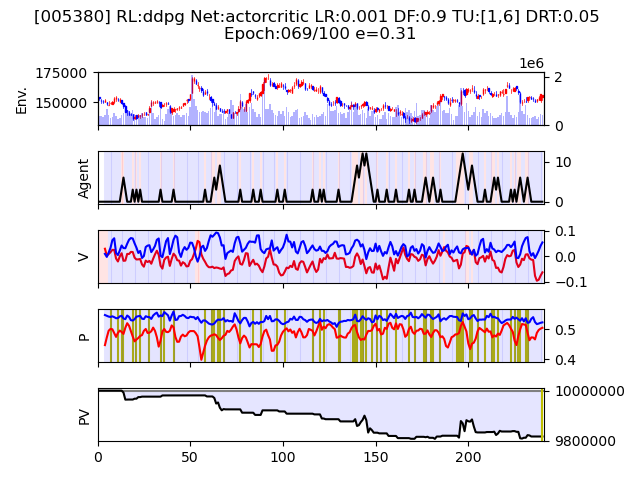 [005380] RL:ddpg Net:actorcritic LR:0.001 DF:0.9 TU:[1,6] DRT:0.05
Epoch:069/100 e=0.31
1e6
175000
150000
Env.
2
0
Agent
10
0
V
0.1
0.0
−0.1
P
0.5
0.4
PV
10000000
9800000
0 50 100 150 200